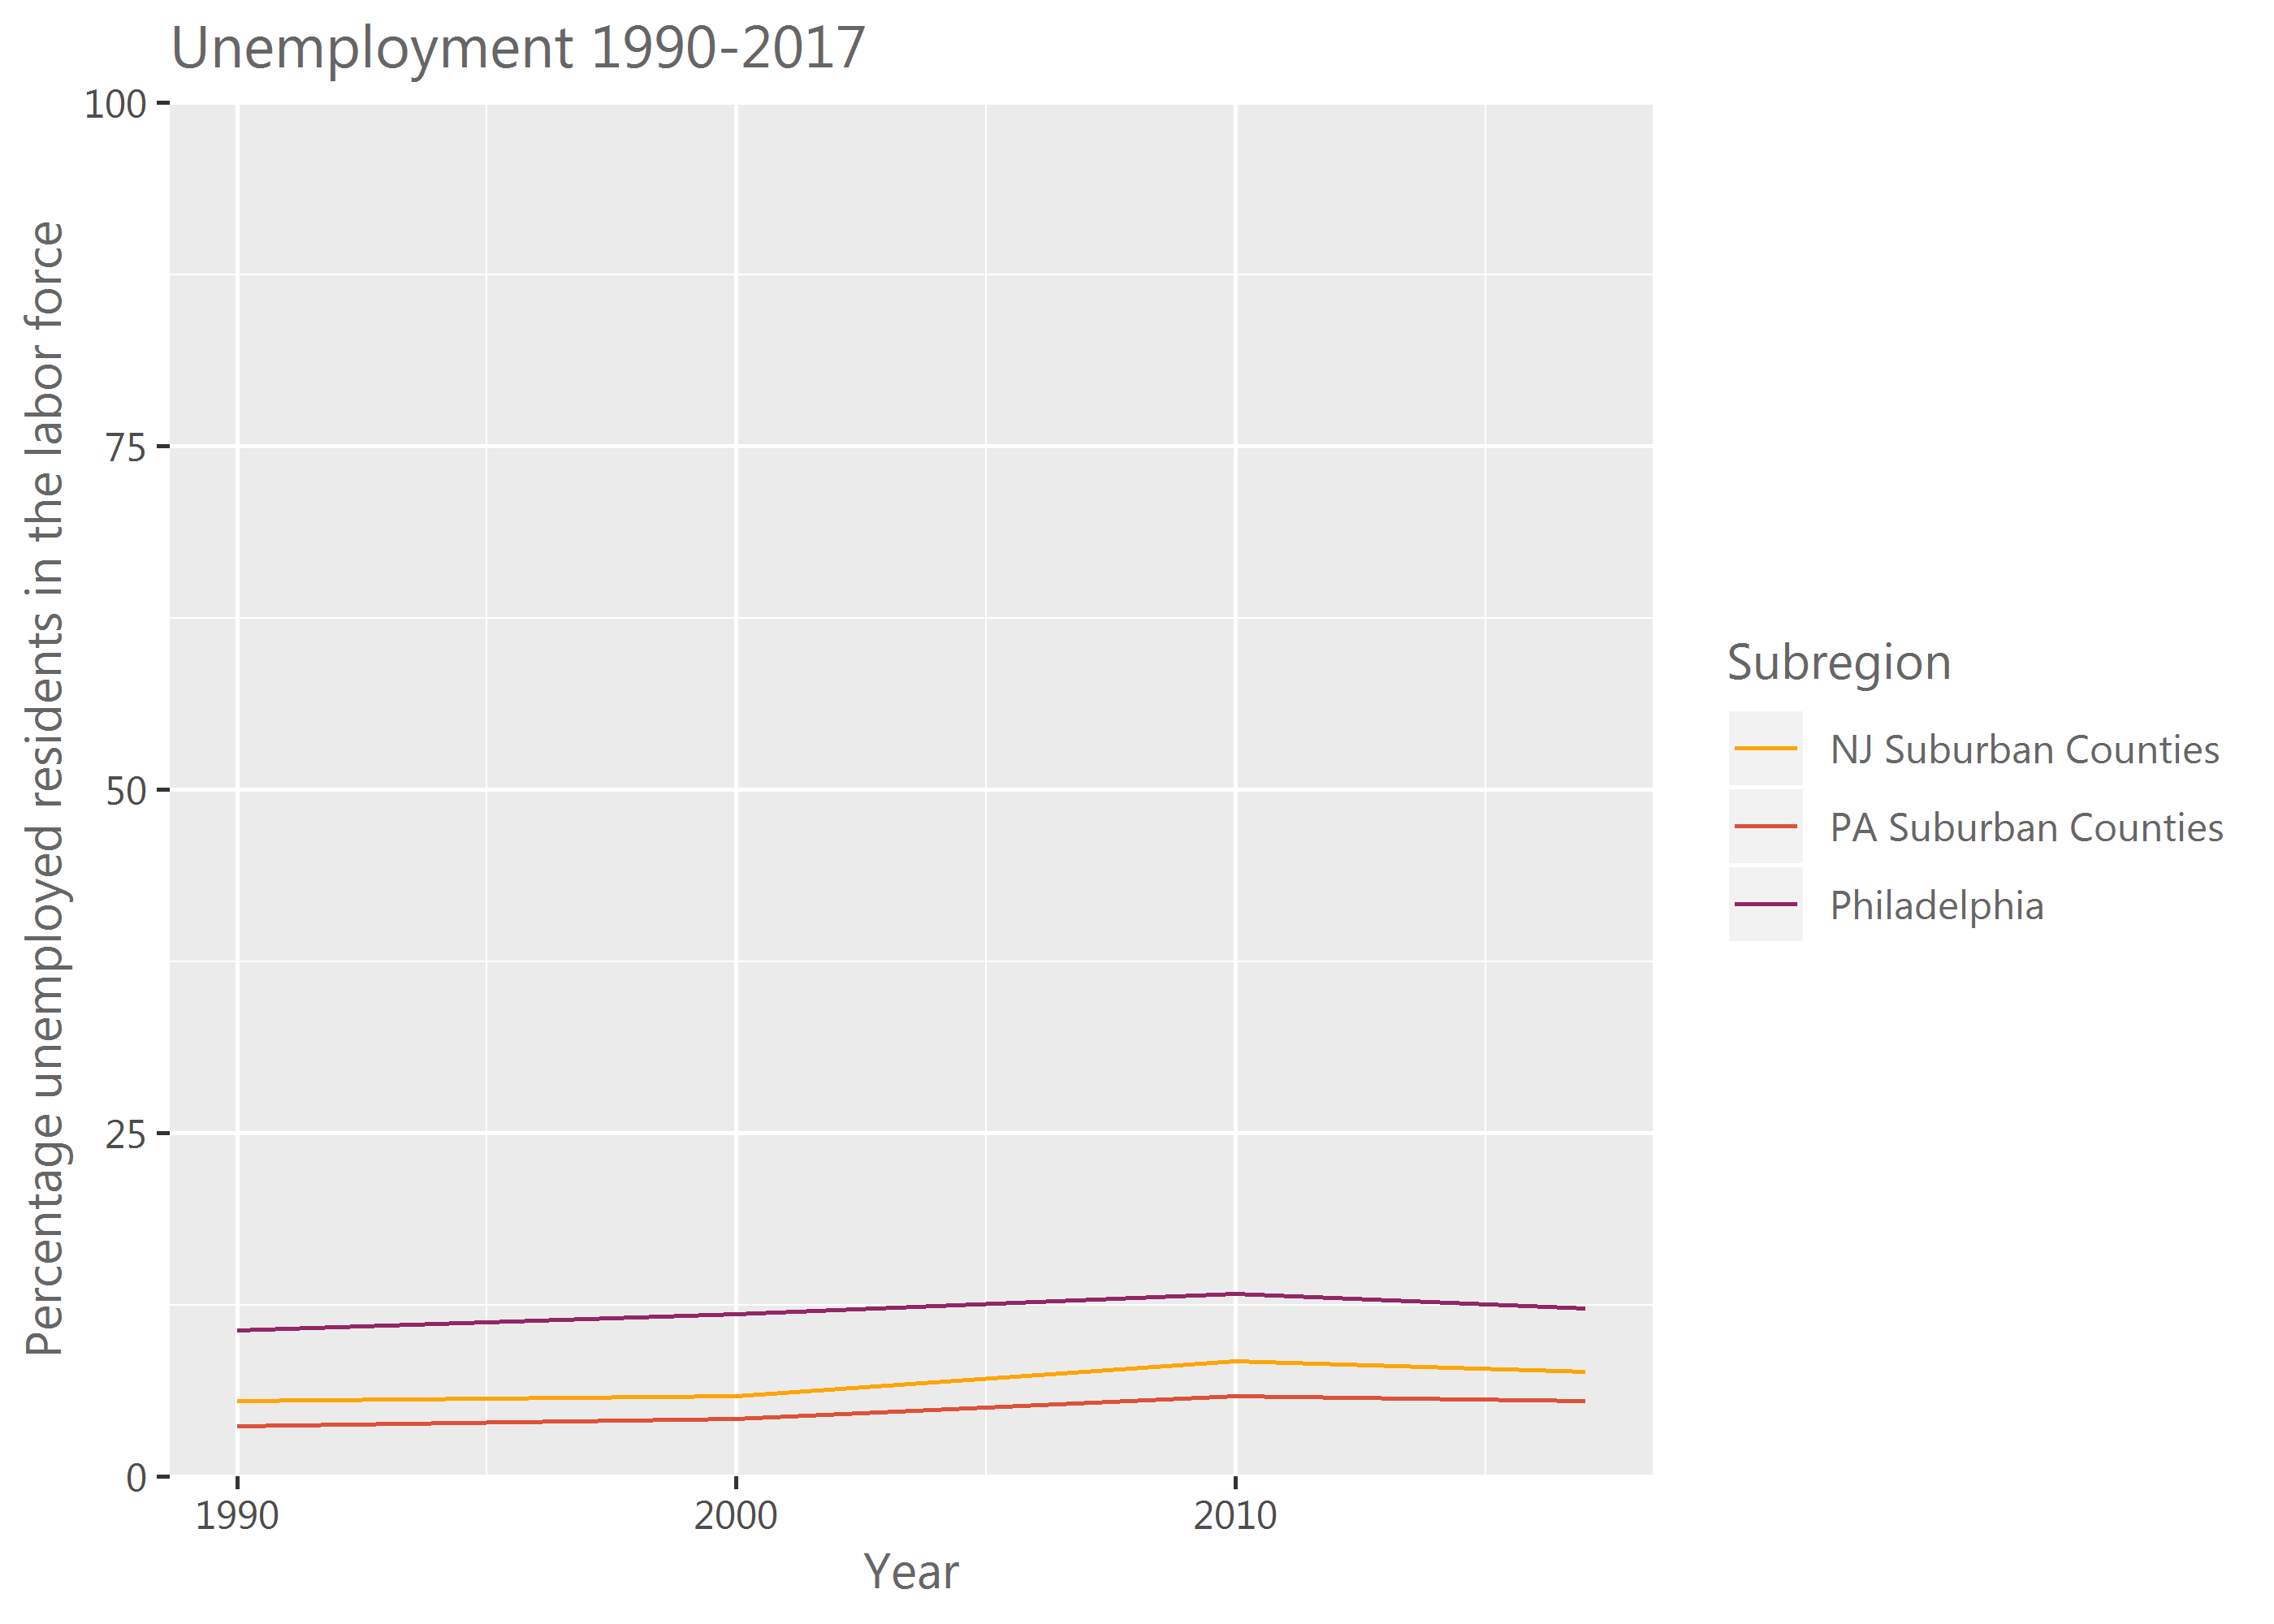 Unemployment 1990-2017
Percentage unemployed residents in the labor force
100
75
50
25
0
1990
2000
2010
Year
Subregion
NJ Suburban Counties
PA Suburban Counties
Philadelphia